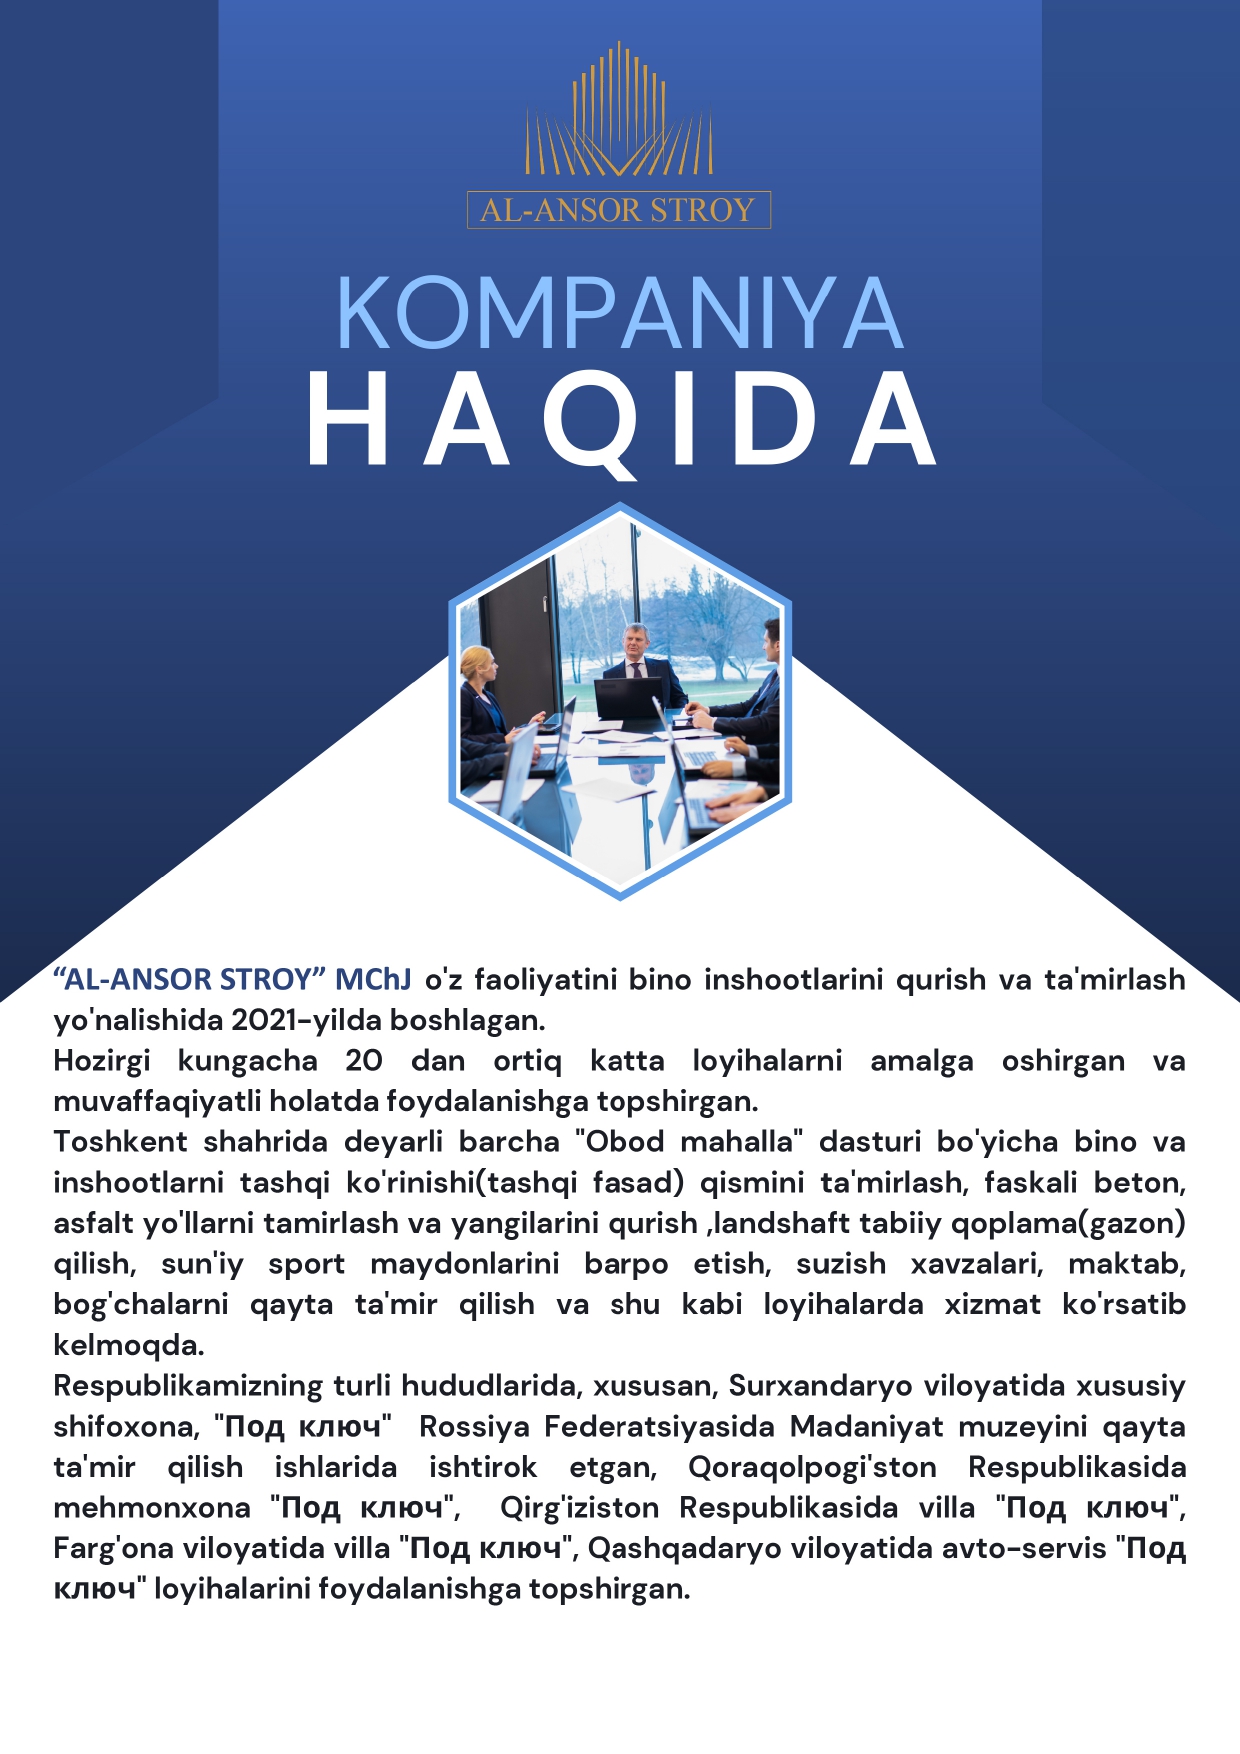 AL-ANSOR STROY
KOMPANIYA
HAQIDA
“AL-ANSOR STROY” MChJ o'z faoliyatini bino inshootlarini qurish va ta'mirlash
yo'nalishida 2021-yilda boshlagan.
Hozirgi kungacha 20 dan ortiq katta loyihalarni amalga oshirgan va
muvaffaqiyatli holatda foydalanishga topshirgan.
Toshkent shahrida deyarli barcha "Obod mahalla" dasturi bo'yicha bino va
inshootlarni tashqi ko'rinishi(tashqi fasad) qismini ta'mirlash, faskali beton,
asfalt yo'llarni tamirlash va yangilarini qurish ,landshaft tabiiy qoplama(gazon)
qilish, sun'iy sport maydonlarini barpo etish, suzish xavzalari, maktab,
bog'chalarni qayta ta'mir qilish va shu kabi loyihalarda xizmat ko'rsatib
kelmoqda.
Respublikamizning turli hududlarida, xususan, Surxandaryo viloyatida xususiy
shifoxona, "Под ключ" Rossiya Federatsiyasida Madaniyat muzeyini qayta
ta'mir qilish ishlarida ishtirok etgan, Qoraqolpogi'ston Respublikasida
mehmonxona "Под ключ", Qirg'iziston Respublikasida villa "Под ключ",
Farg'ona viloyatida villa "Под ключ", Qashqadaryo viloyatida avto-servis "Под
ключ" loyihalarini foydalanishga topshirgan.